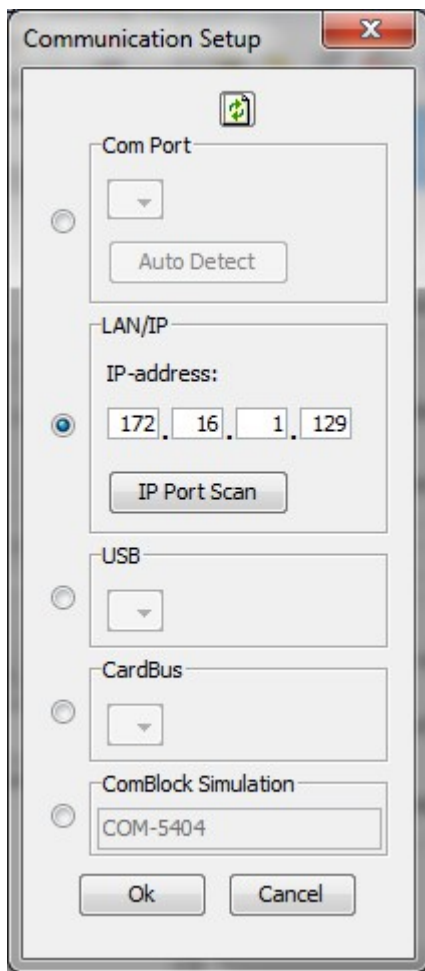 Communication Setup
Com Port
Auto Detect
LAN/IP
IP-address:
172 . 16 . 1 . 129
IP Port Scan
USB
CardBus
ComBlock Simulation
COM-5404
Ok Cancel